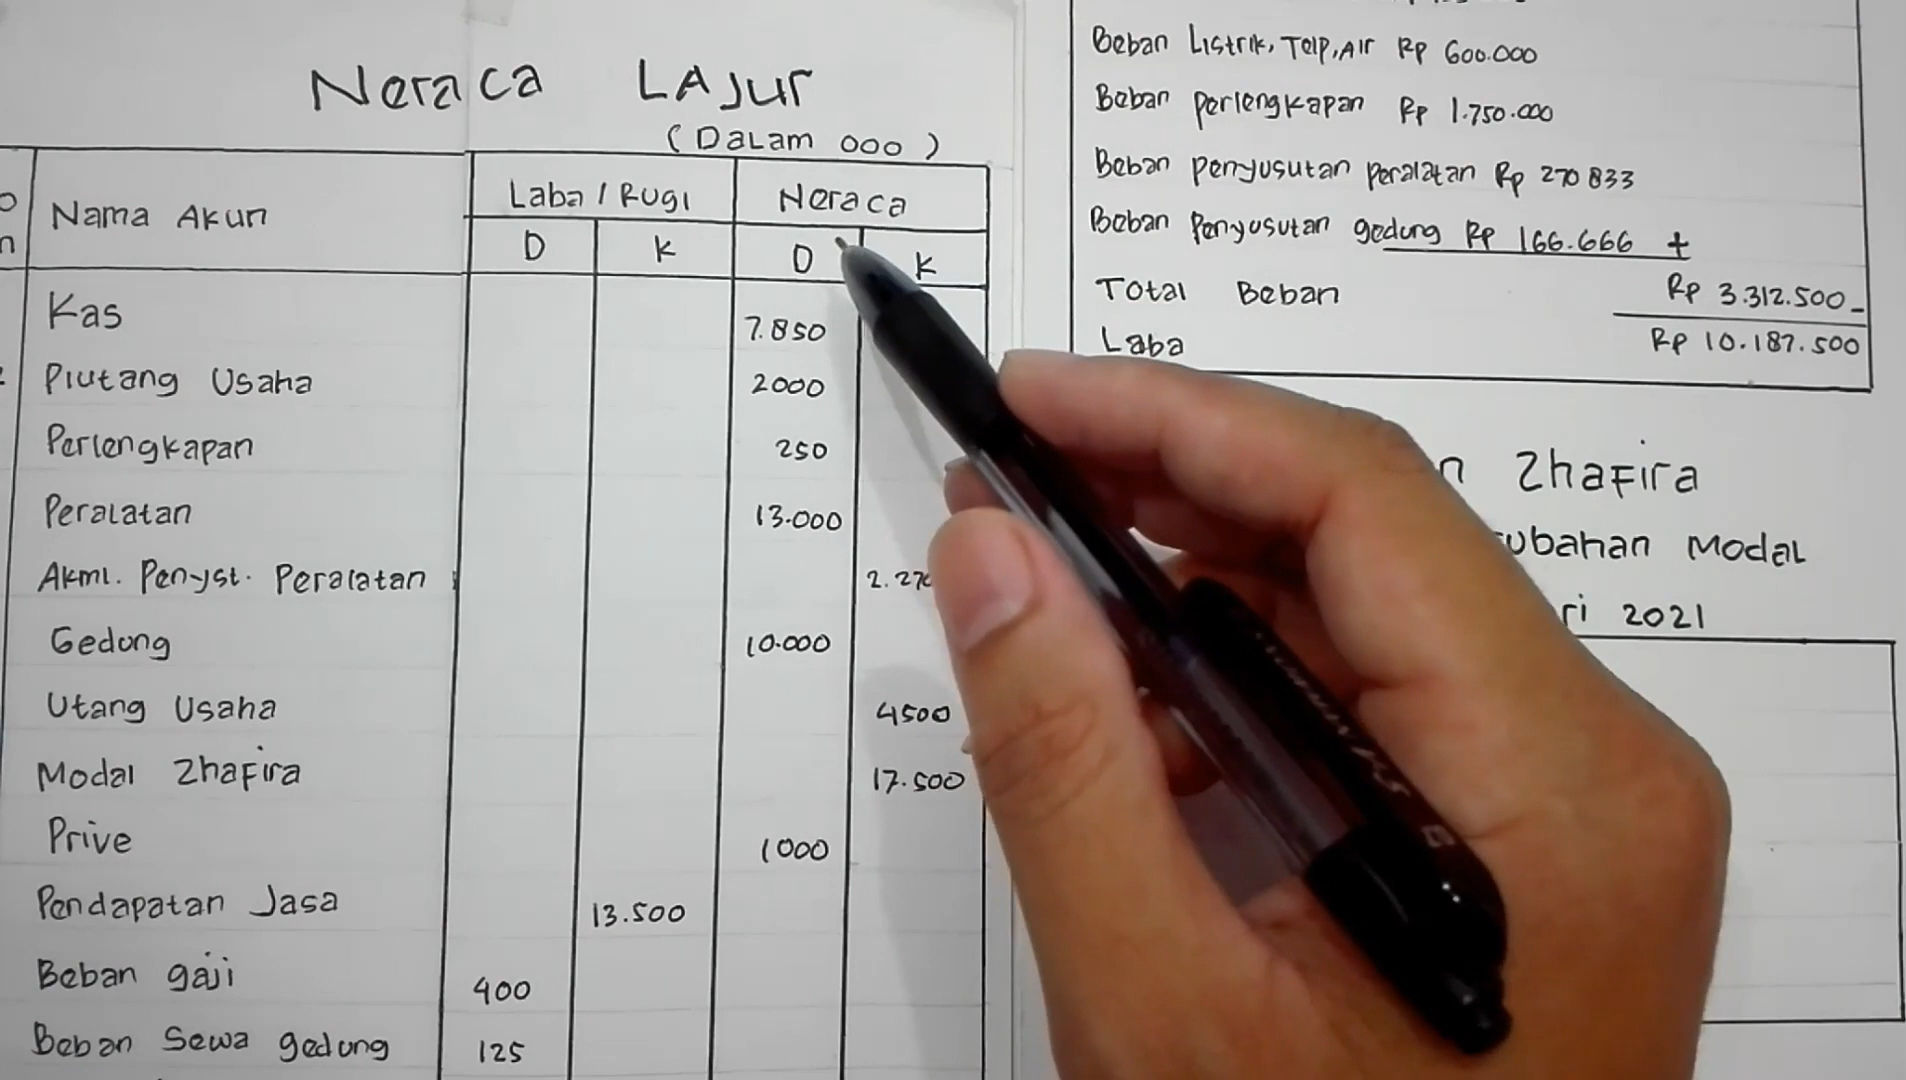 Neraca Lajur
(Dalam 000)
Nama Akun
Laba / Rugi
Neraca
D
K
D
K
Kas
7.850
Piutang Usaha
2000
Perlengkapan
250
Peralatan
13.000
Akml. Penyst. Peralatan
Gedong
10.000
Utang Usaha
4500
Modal Zhafira
17.500
Prive
1000
Pendapatan Jasa
13.500
Beban gaji
400
Beban Sewa gedong
125
Beban Listrik, Telp, Air Rp 600.000
Beban perlengkapan Rp 1.750.000
Beban penyusutan peralatan Rp 270 833
Beban Penyusutan gedung Rp 166.666 +
Total Beban Rp 3.312.500 -
Laba Rp 10.187.500
Zhafira
Modal
2021